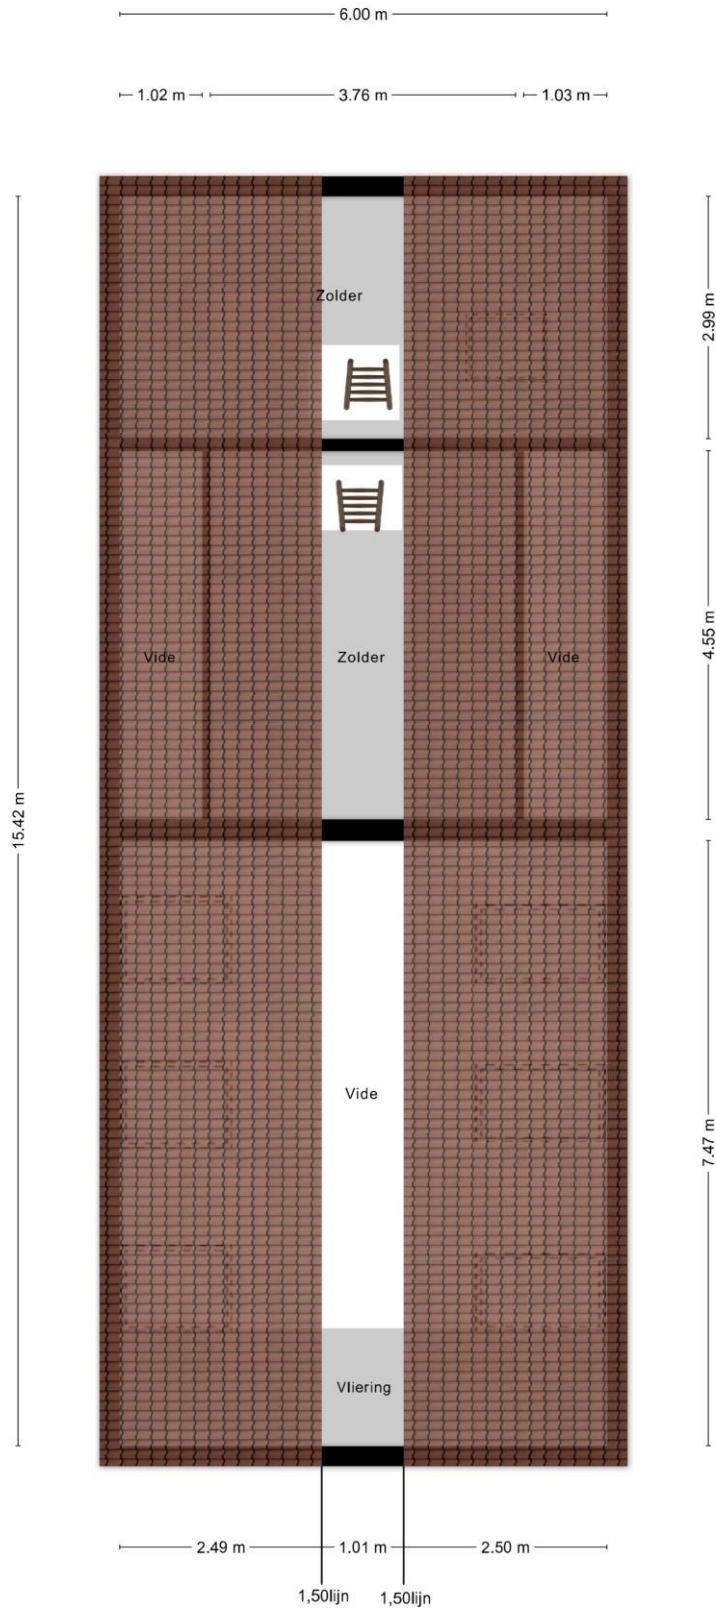 6.00 m
1.02 m
3.76 m
1.03 m
Zolder
2.99 m
Vide
Zolder
Vide
4.55 m
15.42 m
Vide
7.47 m
Vliering
2.49 m
1.01 m
2.50 m
1,50lijn
1,50lijn